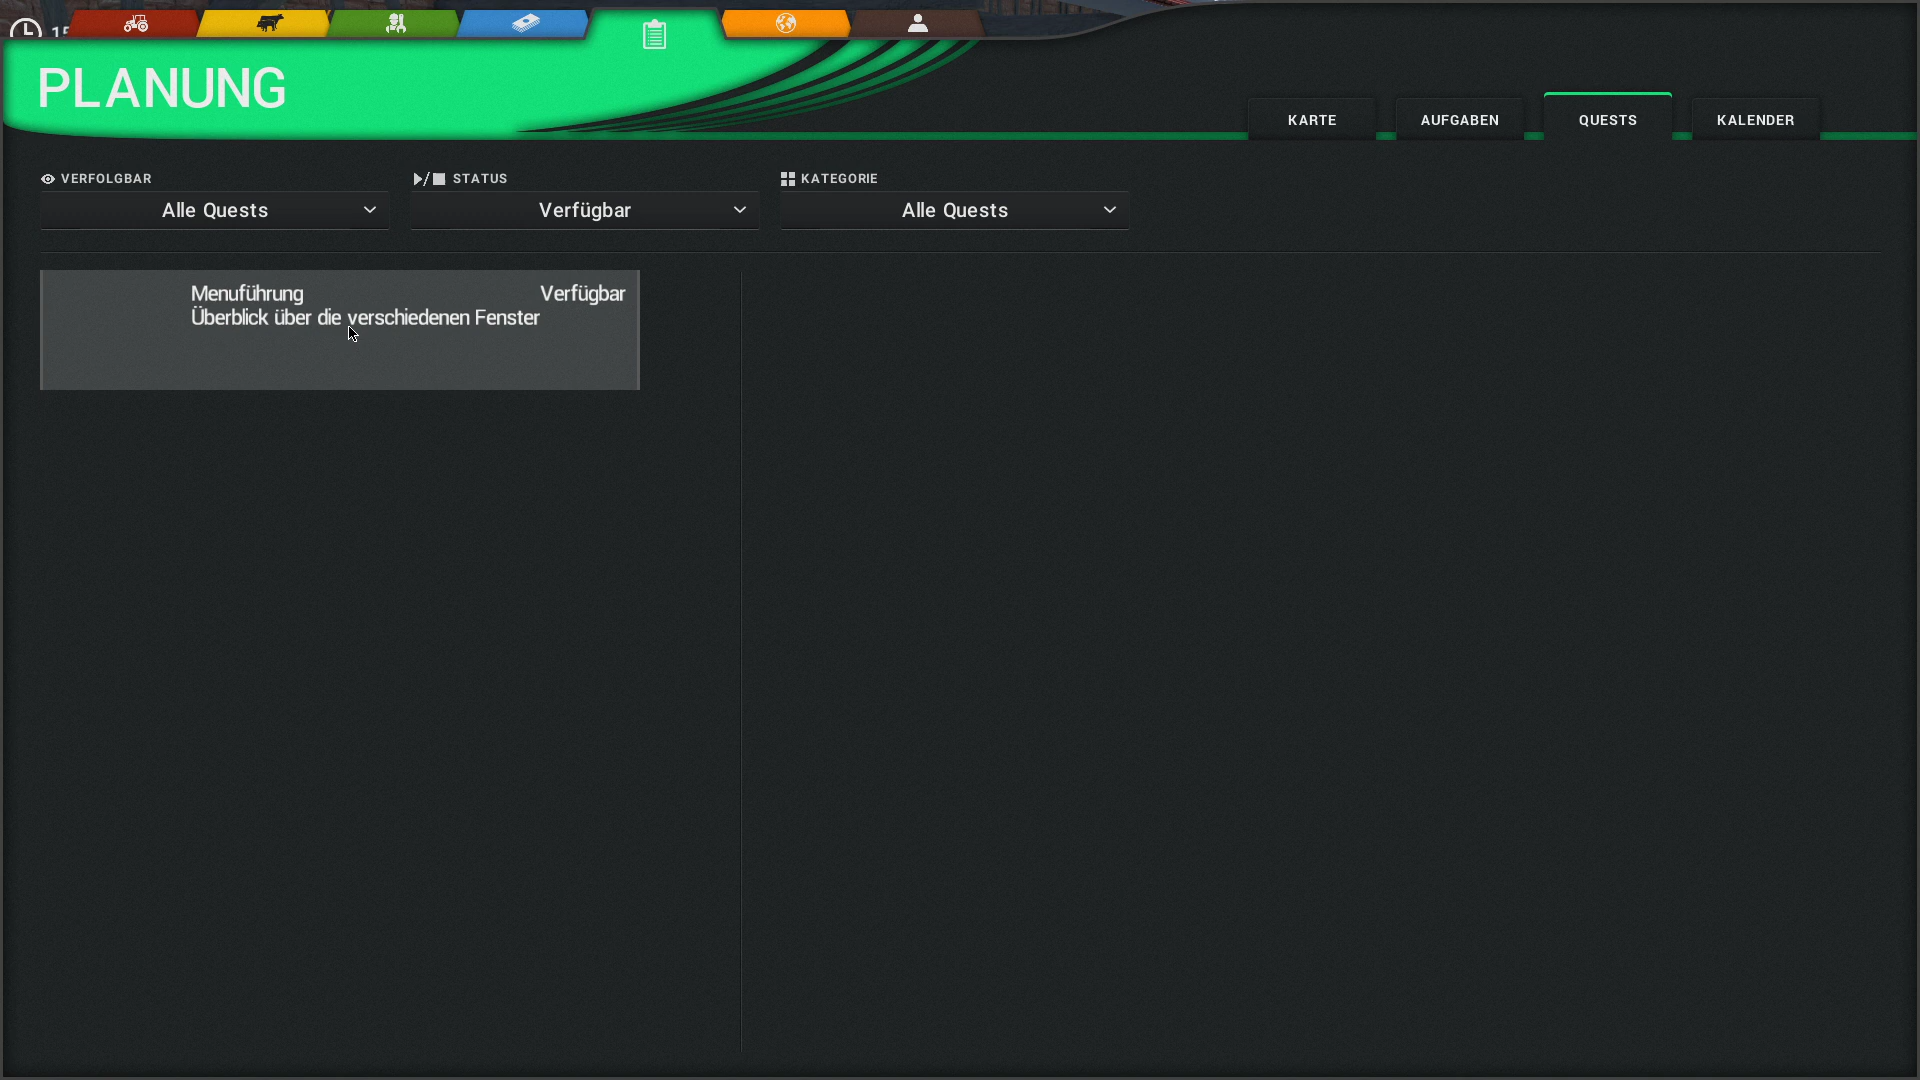 PLANUNG
KARTE
AUFGABEN
QUESTS
KALENDER
VERFOLGBAR
STATUS
KATEGORIE
Alle Quests
Verfügbar
Alle Quests
Menuführung
Verfügbar
Überblick über die verschiedenen Fenster